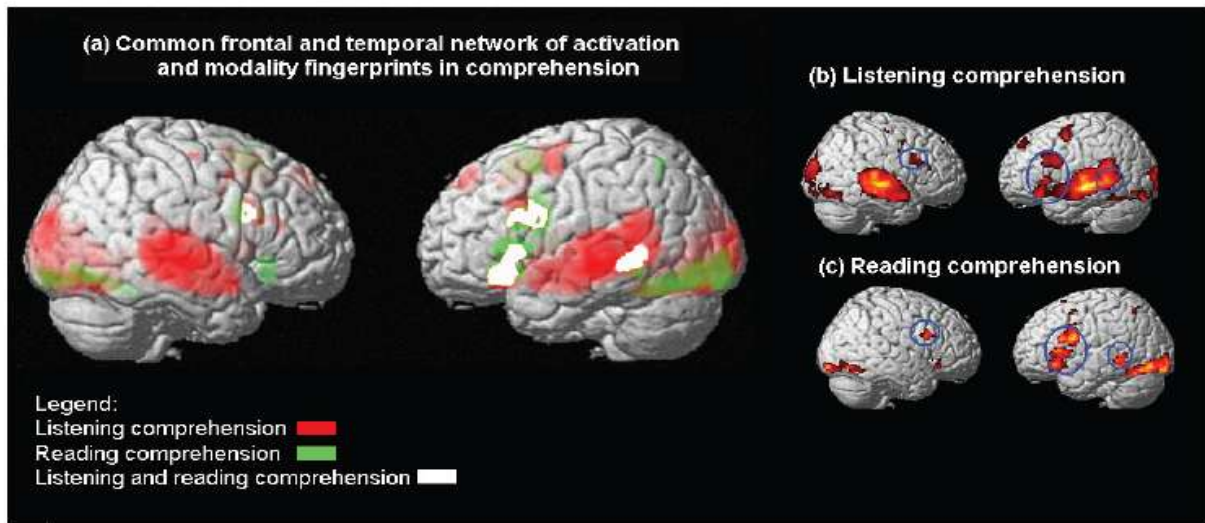 (a) Common frontal and temporal network of activation
and modality fingerprints in comprehension
(b) Listening comprehension
(c) Reading comprehension
Legend:
Listening comprehension
Reading comprehension
Listening and reading comprehension